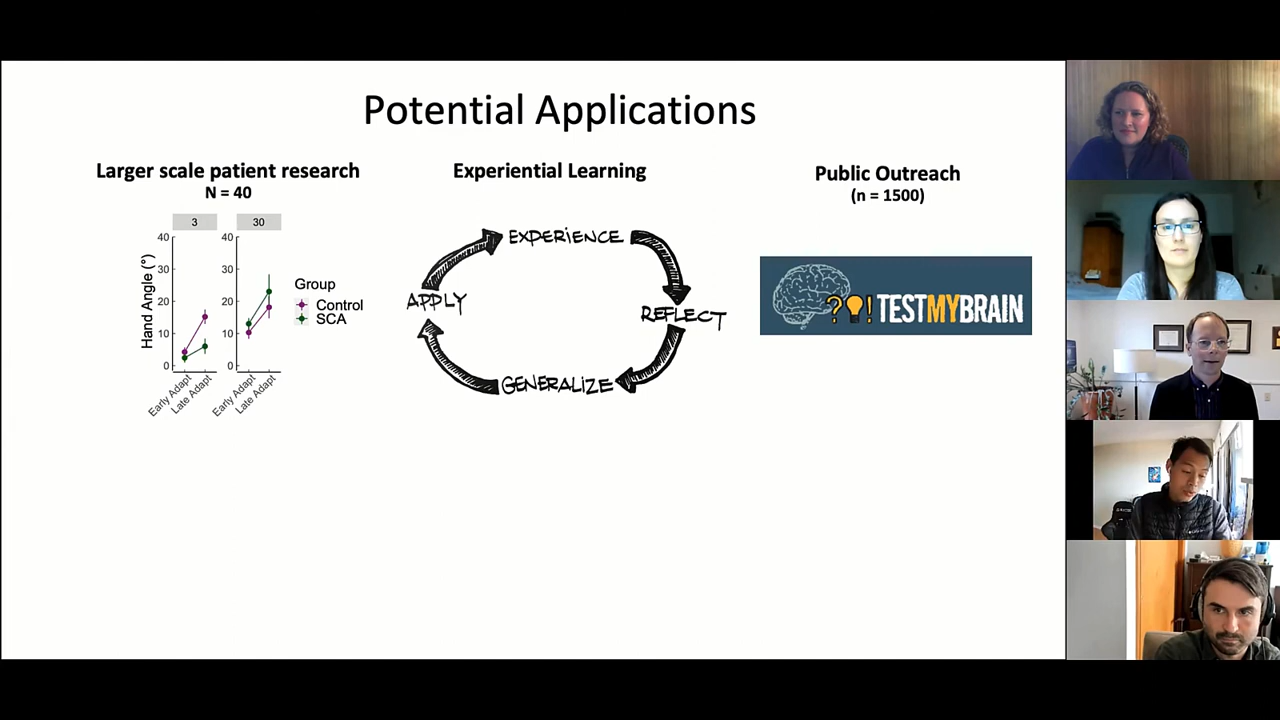 Potential Applications
Larger scale patient research
N = 40
3
30
40
30
20
10
0
40
30
20
10
0
Hand Angle (°)
Early Adapt
Late Adapt
Early Adapt
Late Adapt
Group
Control
SCA
Experiential Learning
EXPERIENCE
REFLECT
GENERALIZE
APPLY
Public Outreach
(n = 1500)
?!TESTMYBRAIN